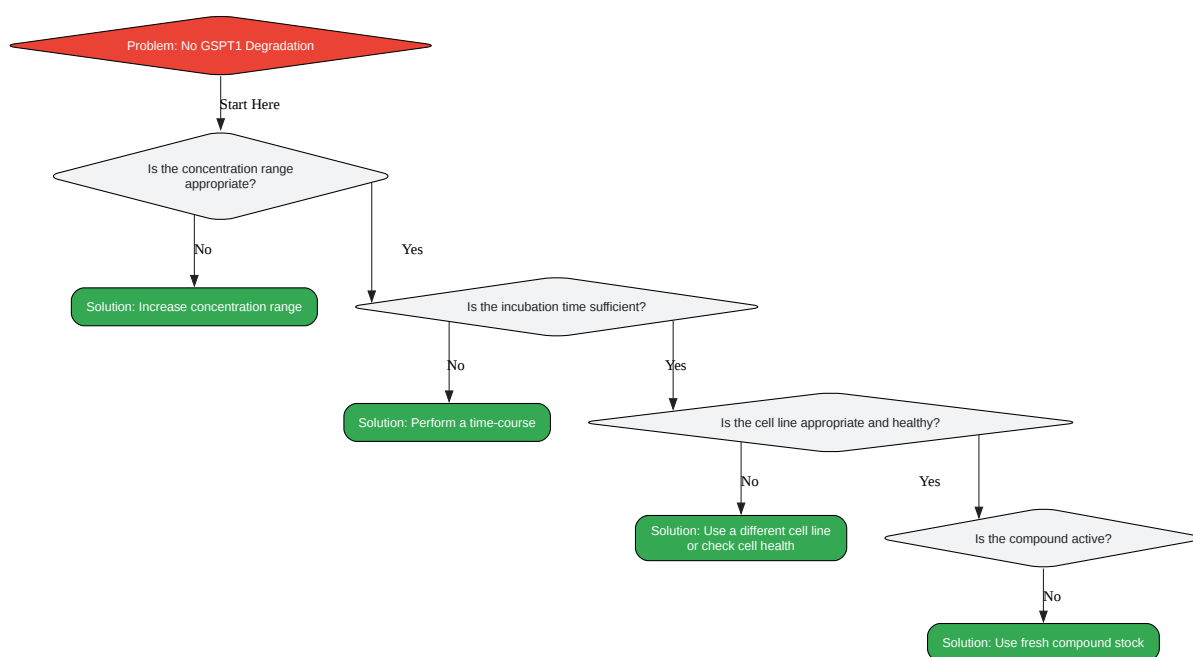 Problem: No GSPT1 Degradation
Start Here
Is the concentration range
appropriate?
No
Yes
Solution: Increase concentration range
Is the incubation time sufficient?
No
Yes
Solution: Perform a time-course
Is the cell line appropriate and healthy?
No
Yes
Solution: Use a different cell line
or check cell health
Is the compound active?
No
Solution: Use fresh compound stock